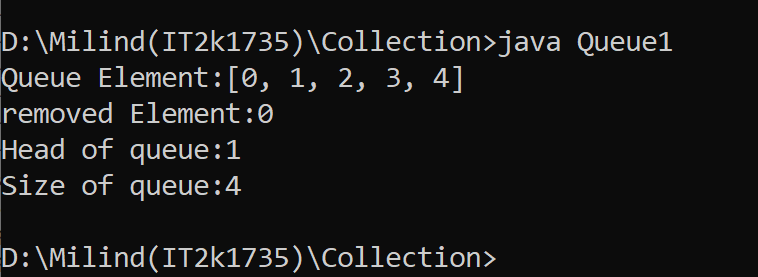 D:\Milind(IT2k1735)\Collection>java Queue1
Queue Element:[0, 1, 2, 3, 4]
removed Element:0
Head of queue:1
Size of queue:4
D:\Milind(IT2k1735)\Collection>